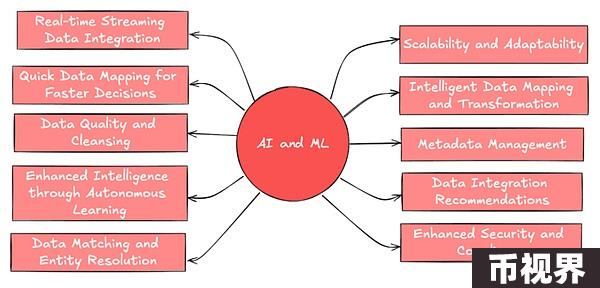 Real-time Streaming
Data Integration
Quick Data Mapping for
Faster Decisions
Data Quality and
Cleansing
Enhanced Intelligence
through Autonomous
Learning
Data Matching and
Entity Resolution
AI and ML
Scalability and Adaptability
Intelligent Data Mapping
and Transformation
Metadata Management
Data Integration
Recommendations
Enhanced Security and
币视界